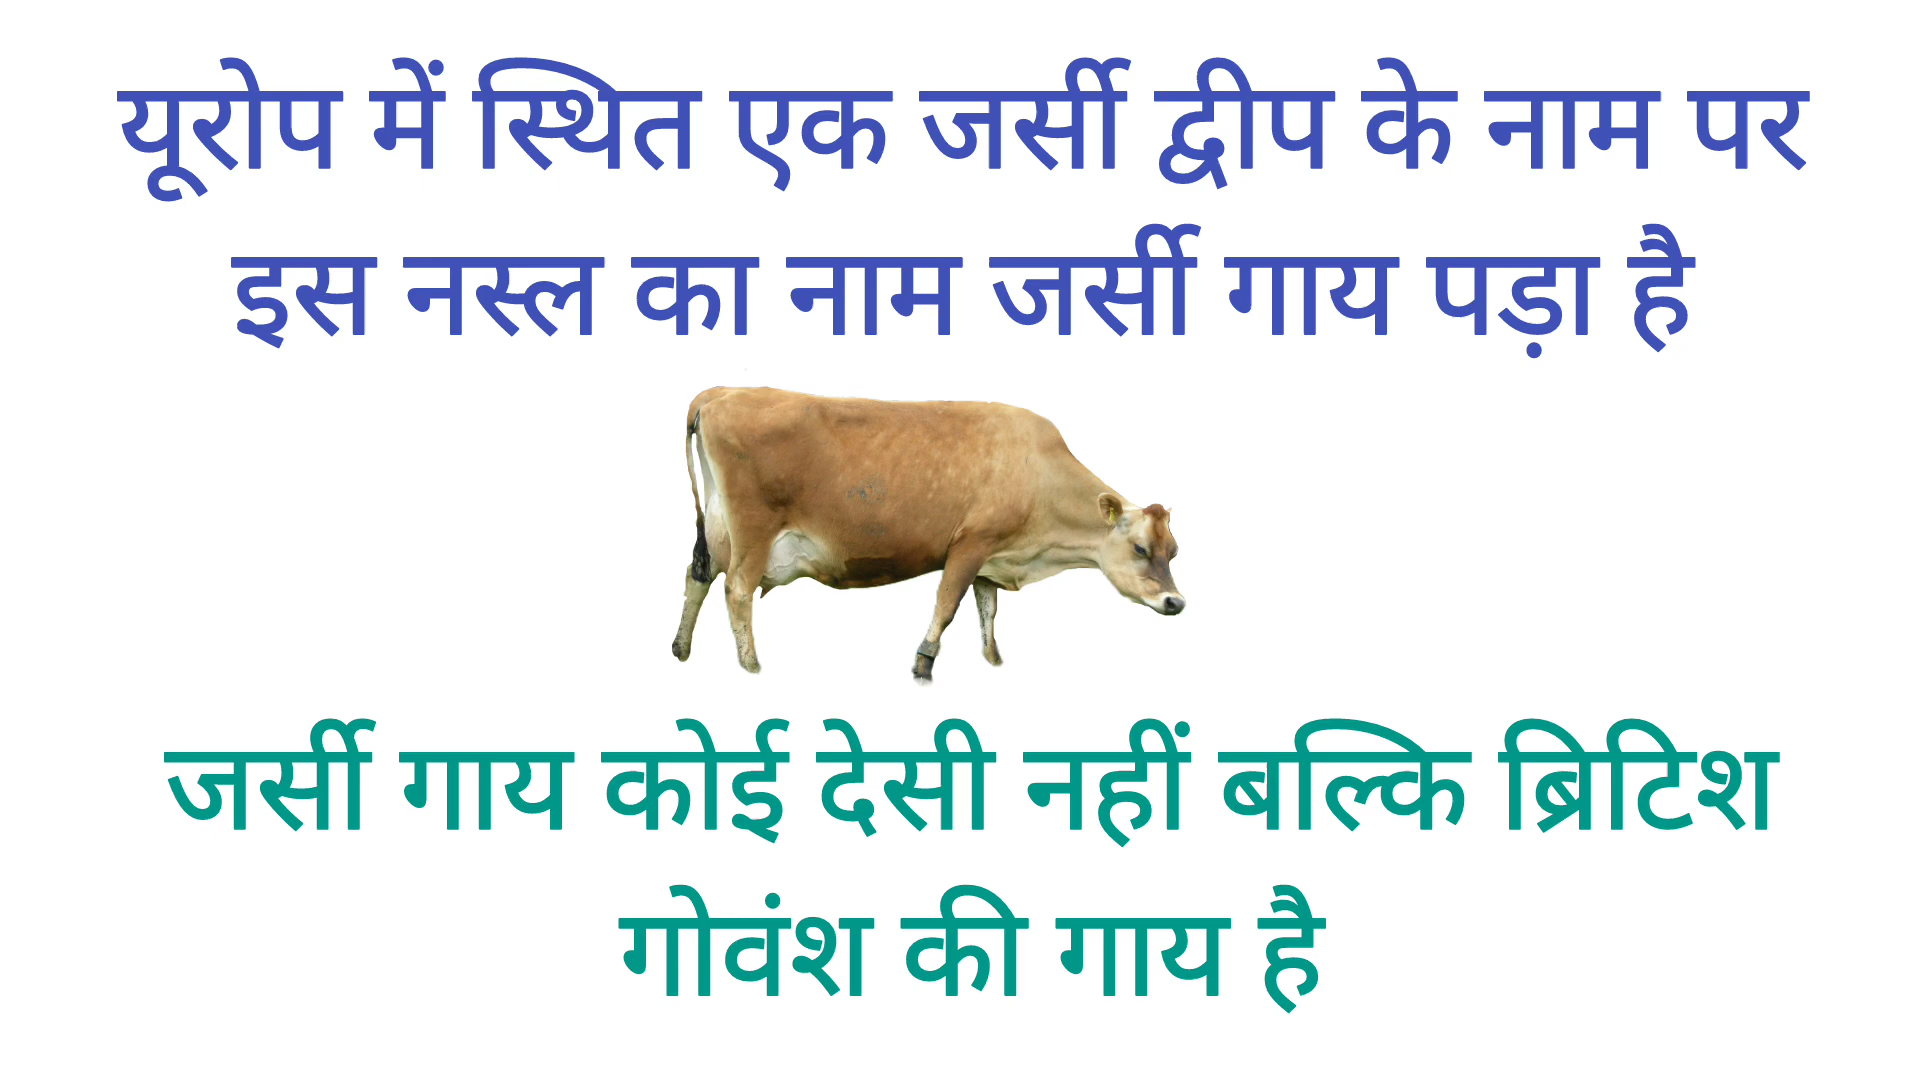 यूरोप में स्थित एक जर्सी द्वीप के नाम पर
इस नस्ल का नाम जर्सी गाय पड़ा है
जर्सी गाय कोई देसी नहीं बल्कि ब्रिटिश
गोवंश की गाय है